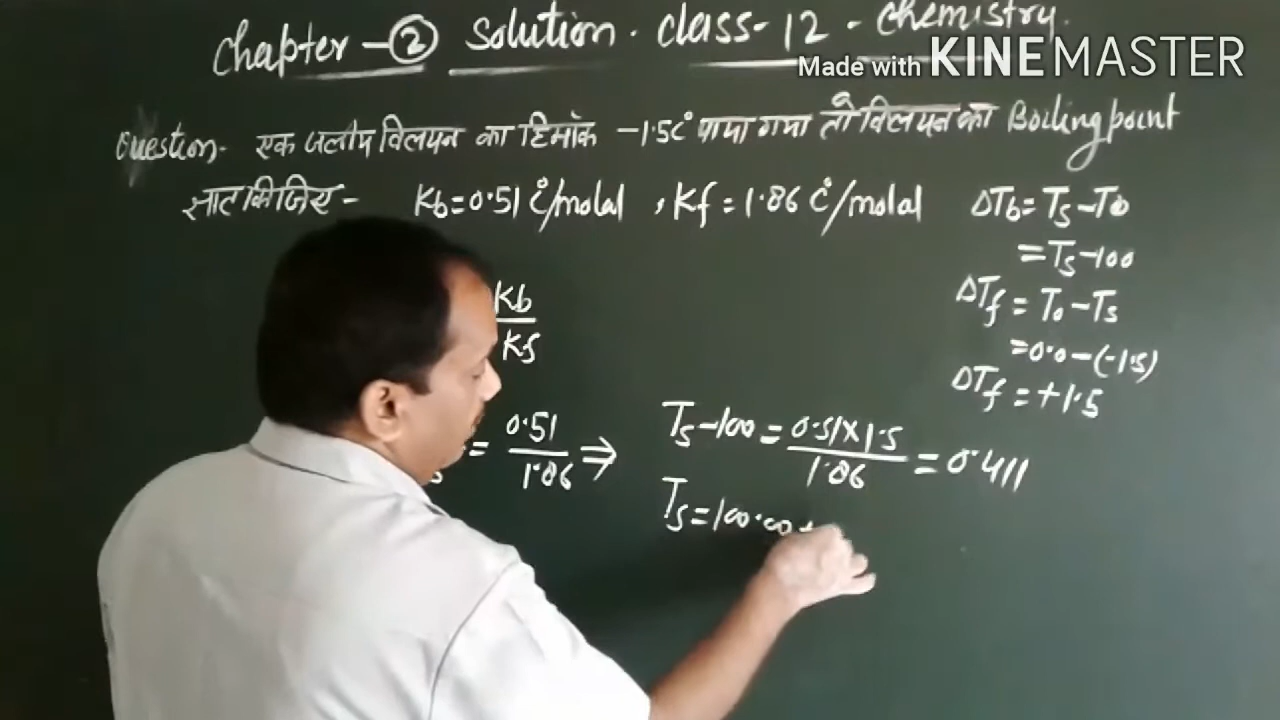 Chapter-② Solution. class-12. chemistry.
Made with KINEMASTER
Question- एक जलीय विलयन का हिमांक -1.5C° पाया गया तो विलयन का Boiling point
ज्ञात किजिए- Kb=0.51 C°/molal , Kf=1.86 C°/molal
ΔTb=Ts-T0
=Ts-100
ΔTf=T0-Ts
=0.0-(-1.5)
ΔTf=+1.5
Kb
Kf
=0.51/1.86 ⇒
Ts-100=0.51×1.5/1.86=0.411
Ts=100.00+